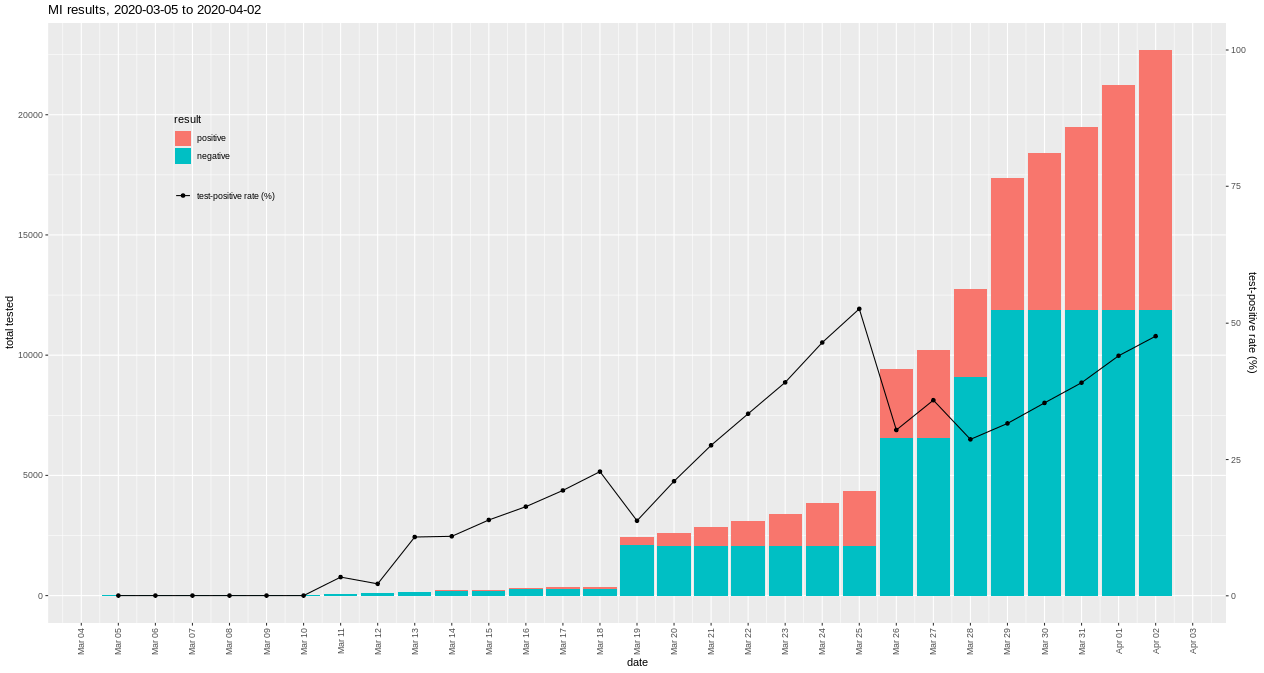 MI results, 2020-03-05 to 2020-04-02
total tested
20000
15000
10000
5000
0
result
positive
negative
test-positive rate (%)
100
75
50
25
0
test-positive rate (%)
Mar 04
Mar 05
Mar 06
Mar 07
Mar 08
Mar 09
Mar 10
Mar 11
Mar 12
Mar 13
Mar 14
Mar 15
Mar 16
Mar 17
Mar 18
Mar 19
Mar 20
Mar 21
Mar 22
Mar 23
Mar 24
Mar 25
Mar 26
Mar 27
Mar 28
Mar 29
Mar 30
Mar 31
Apr 01
Apr 02
Apr 03
date